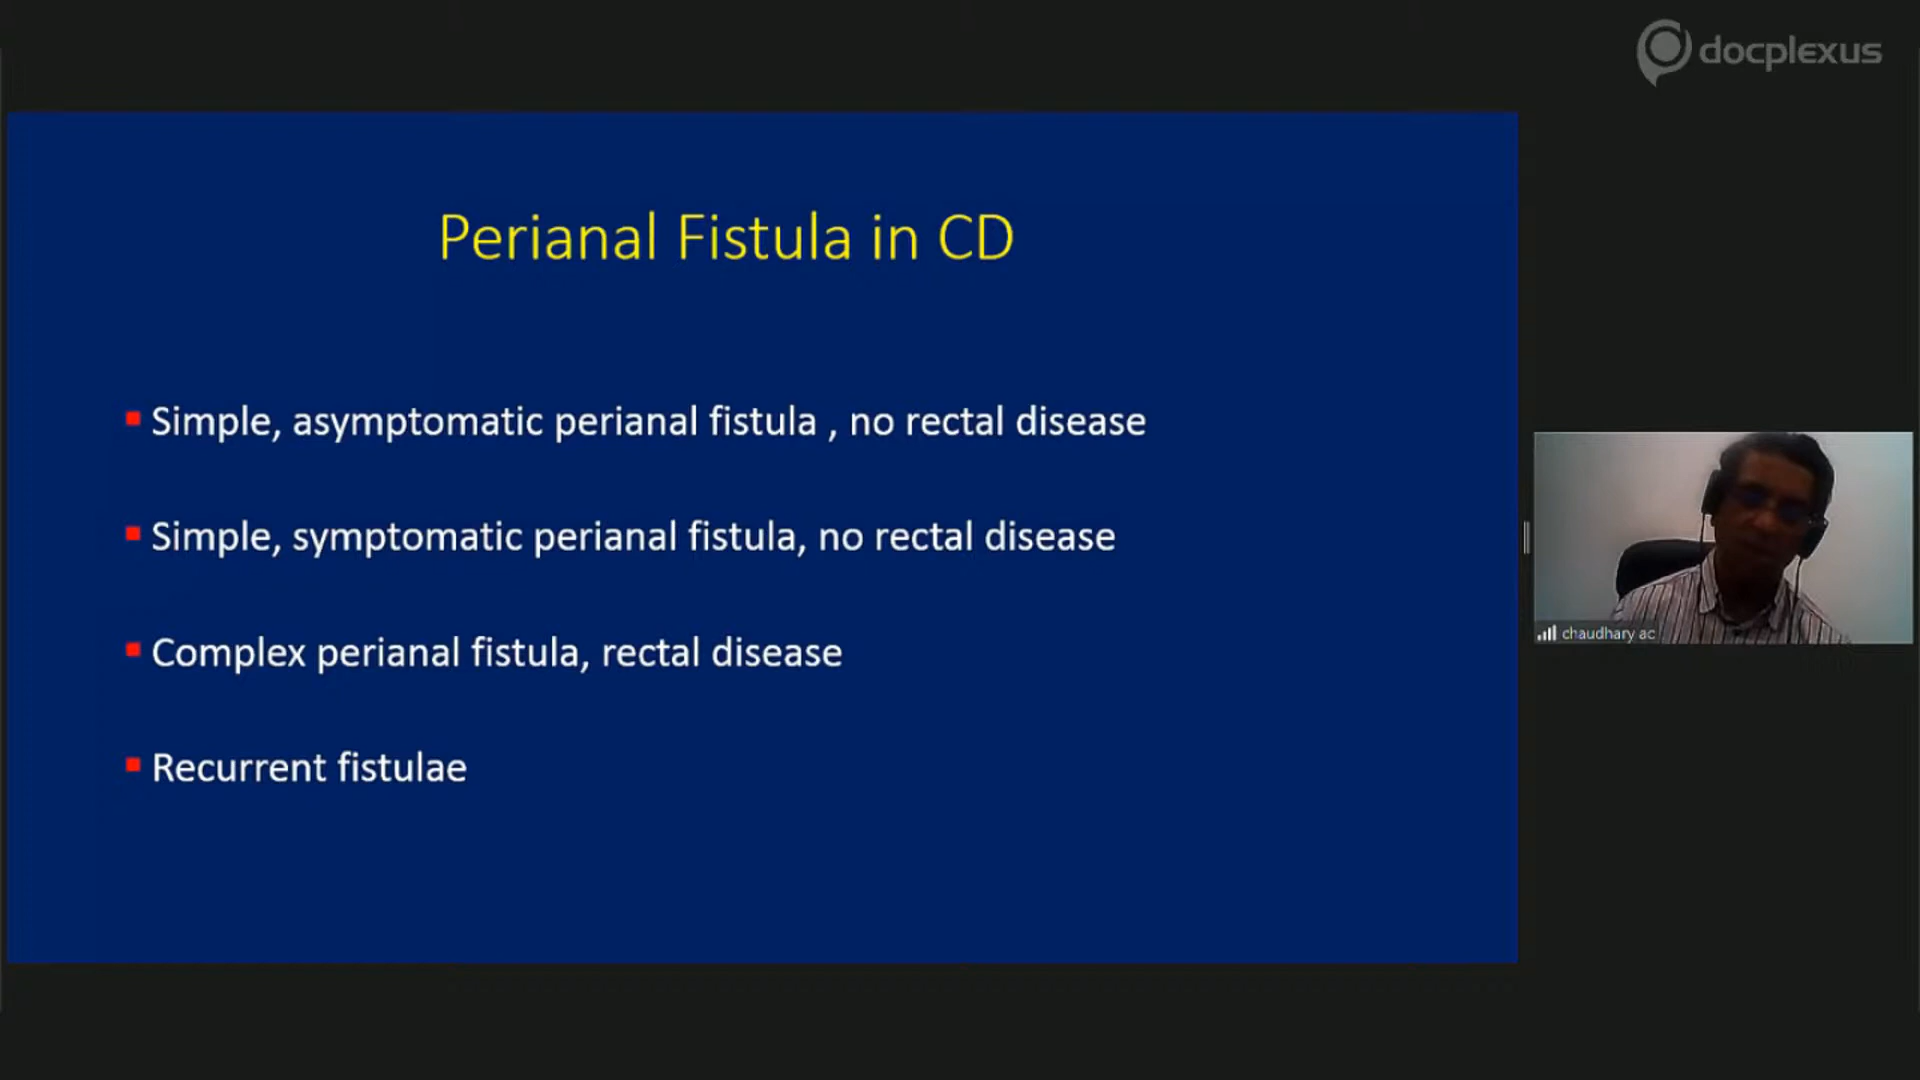 docplexus
Perianal Fistula in CD
Simple, asymptomatic perianal fistula , no rectal disease
Simple, symptomatic perianal fistula, no rectal disease
Complex perianal fistula, rectal disease
Recurrent fistulae
chaudhary ac